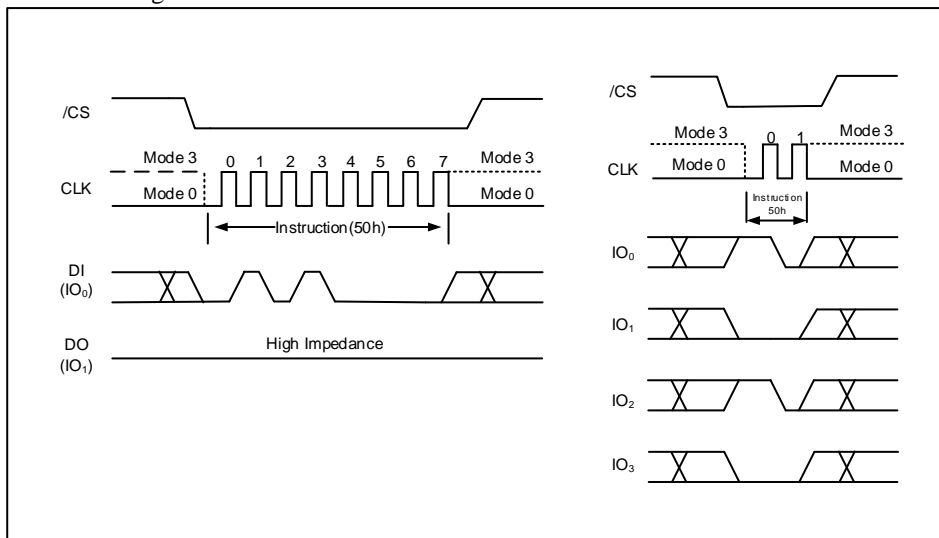 /CS
Mode 3
0 1 2 3 4 5 6 7
Mode 3
CLK
Mode 0
Mode 0
Instruction(50h)
DI
(IO₀)
DO
(IO₁)
High Impedance
/CS
Mode 3
0 1
Mode 3
CLK
Mode 0
Mode 0
Instruction
50h
IO₀
IO₁
IO₂
IO₃